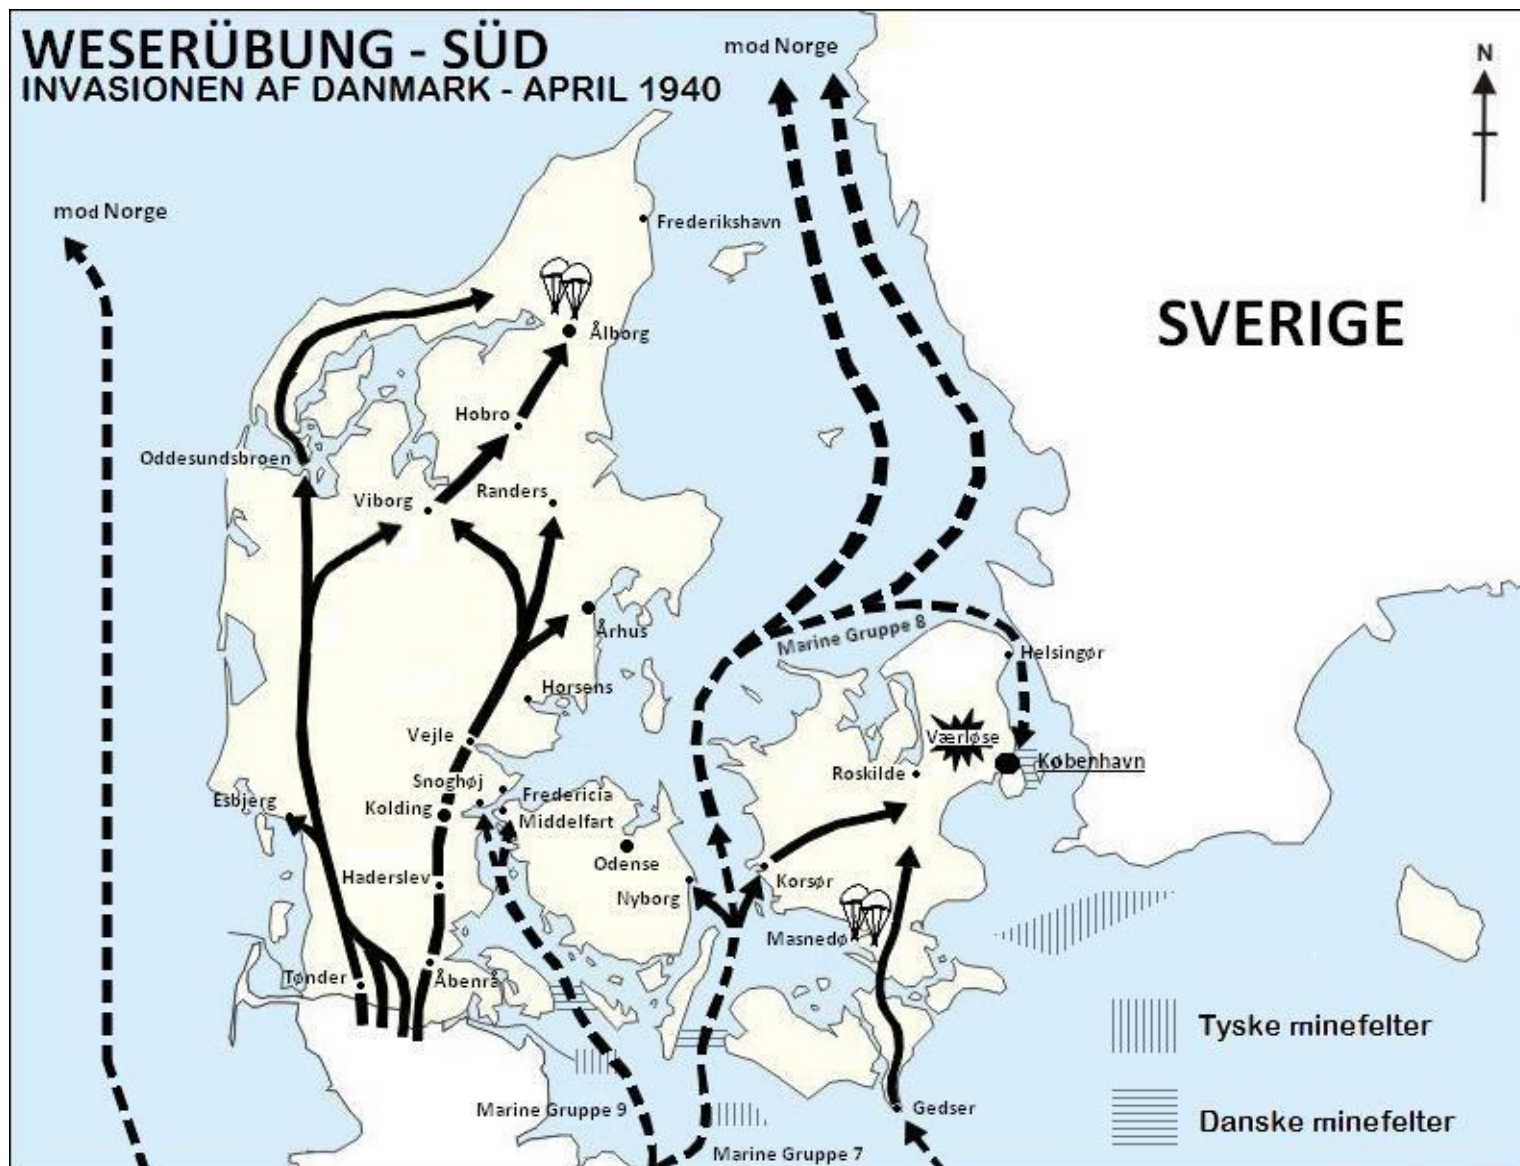 WESERÜBUNG - SÜD
INVASIONEN AF DANMARK - APRIL 1940
mod Norge
N
mod Norge
Frederikshavn
SVERIGE
Ålborg
Hobro
Oddesundsbroen
Viborg
Randers
Århus
Marine Gruppe 8
Helsingør
Horsens
Vejle
Værløse
København
Snoghøj
Roskilde
Esbjerg
Kolding
Fredericia
Middelfart
Odense
Haderslev
Nyborg
Korsør
Masnedø
Tønder
Åbenrå
Tyske minefelter
Marine Gruppe 9
Gedser
Danske minefelter
Marine Gruppe 7